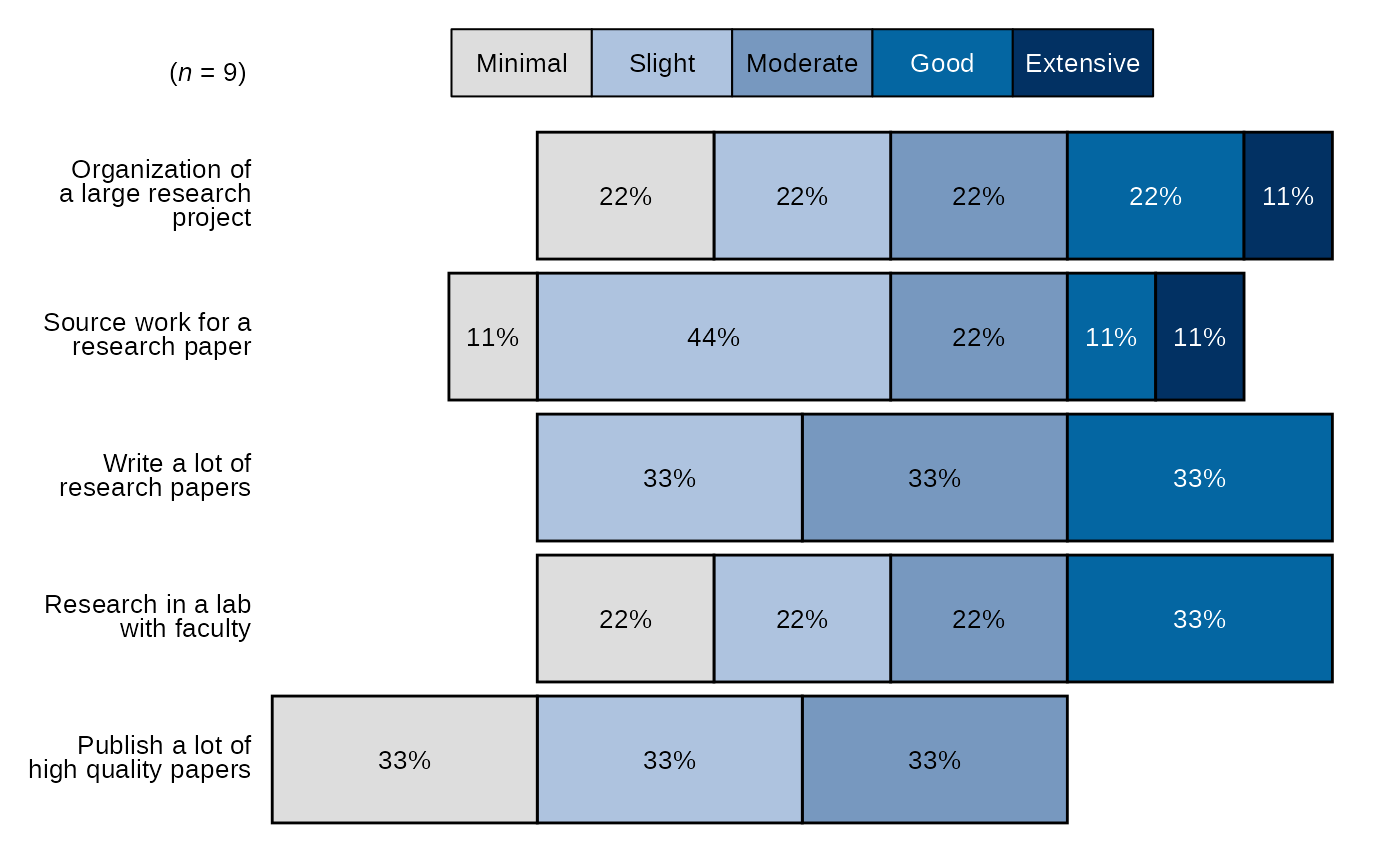 (n = 9)
Minimal Slight Moderate Good Extensive
Organization of
a large research
project
22% 22% 22% 22% 11%
Source work for a
research paper
11% 44% 22% 11% 11%
Write a lot of
research papers
33% 33% 33%
Research in a lab
with faculty
22% 22% 22% 33%
Publish a lot of
high quality papers
33% 33% 33%